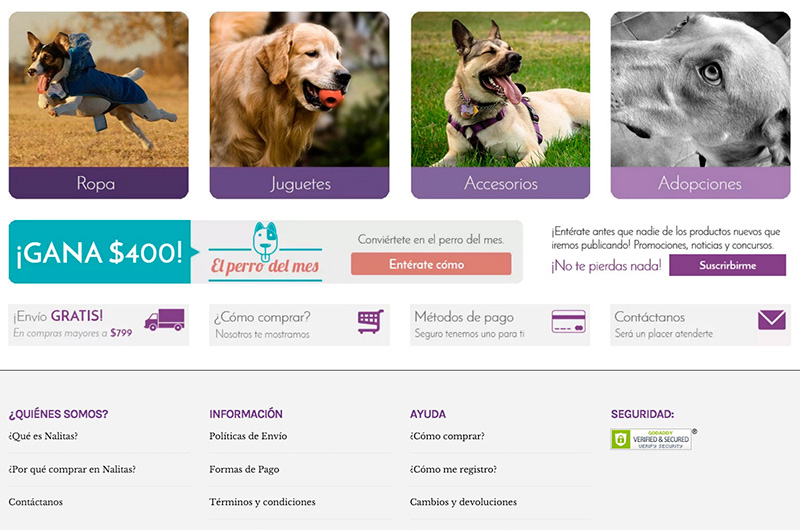 Ropa
Juguetes
Accesorios
Adopciones
¡GANA $400!
El perro del mes
Conviértete en el perro del mes.
Entérate cómo
¡Entérate antes que nadie de los productos nuevos que
iremos publicando! Promociones, noticias y concursos.
¡No te pierdas nada!
Suscribirme
¡Envío GRATIS!
En compras mayores a $799
¿Cómo comprar?
Nosotros te mostramos
Métodos de pago
Seguro tenemos uno para ti
Contáctanos
Será un placer atenderte.
¿QUIÉNES SOMOS?
¿Qué es Nalitas?
¿Por qué comprar en Nalitas?
Contáctanos
INFORMACIÓN
Políticas de Envío
Formas de Pago
Términos y condiciones
AYUDA
¿Cómo comprar?
¿Cómo me registro?
Cambios y devoluciones
SEGURIDAD:
GODADDY
VERIFIED & SECURED
VERIFY SECURITY
®